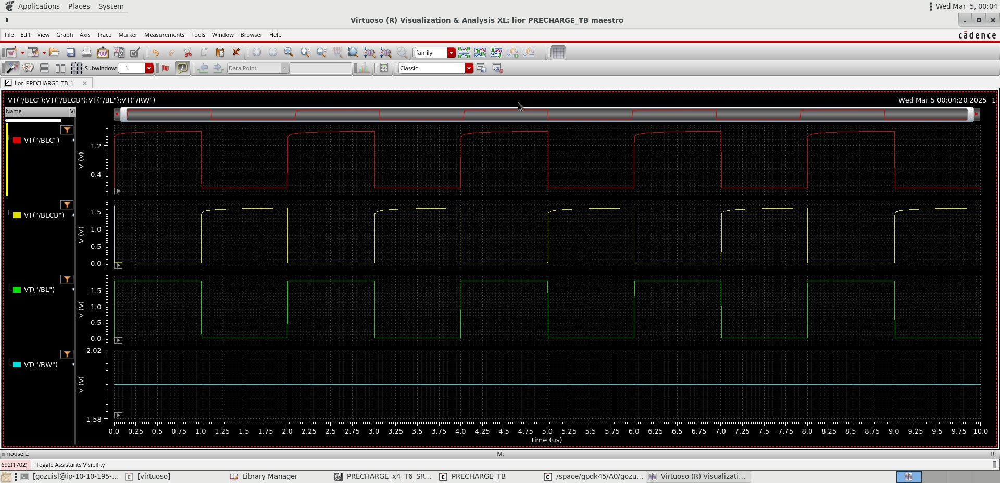 Applications Places System Wed Mar 5, 00:04
Virtuoso (R) Visualization & Analysis XL: lior PRECHARGE_TB maestro
File Edit View Graph Axis Trace Marker Measurements Tools Window Browser Help cādence
family
Subwindow: 1 Data Point Classic
lior_PRECHARGE_TB_1
VT("/BLC"):VT("/BLCB"):VT("/BL"):VT("/RW") Wed Mar 5 00:04:20 2025 1
Name Vi
VT("/BLC")
1.2
V (V)
0.4
VT("/BLCB")
1.5
1.0
V (V)
0.5
0.0
VT("/BL")
1.5
1.0
V (V)
0.5
0.0
2.02
VT("/RW")
V (V)
1.58
0.0 0.25 0.5 0.75 1.0 1.25 1.5 1.75 2.0 2.25 2.5 2.75 3.0 3.25 3.5 3.75 4.0 4.25 4.5 4.75 5.0 5.25 5.5 5.75 6.0 6.25 6.5 6.75 7.0 7.25 7.5 7.75 8.0 8.25 8.5 8.75 9.0 9.25 9.5 9.75 10.0
time (us)
mouse L: M: R:
692(1702) Toggle Assistants Visibility
[gozuisl@ip-10-10-195-... [virtuoso] Library Manager PRECHARGE_x4_T6_SR... PRECHARGE_TB /space/gpdk45/A0/gozu... Virtuoso (R) Visualizati...